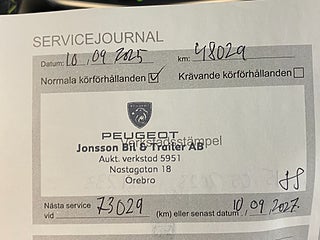 SERVICEJOURNAL
Datum: 10, 09, 2025 km: 48029
Normala körförhållanden Krävande körförhållanden
PEUGEOT
Verkstadsstämpel
Jonsson Bil & Trailer AB
Aukt. verkstad 5951
Nastagatan 18
Örebro
Nästa service
vid 73029 (km) eller senast datum 10, 09, 2027